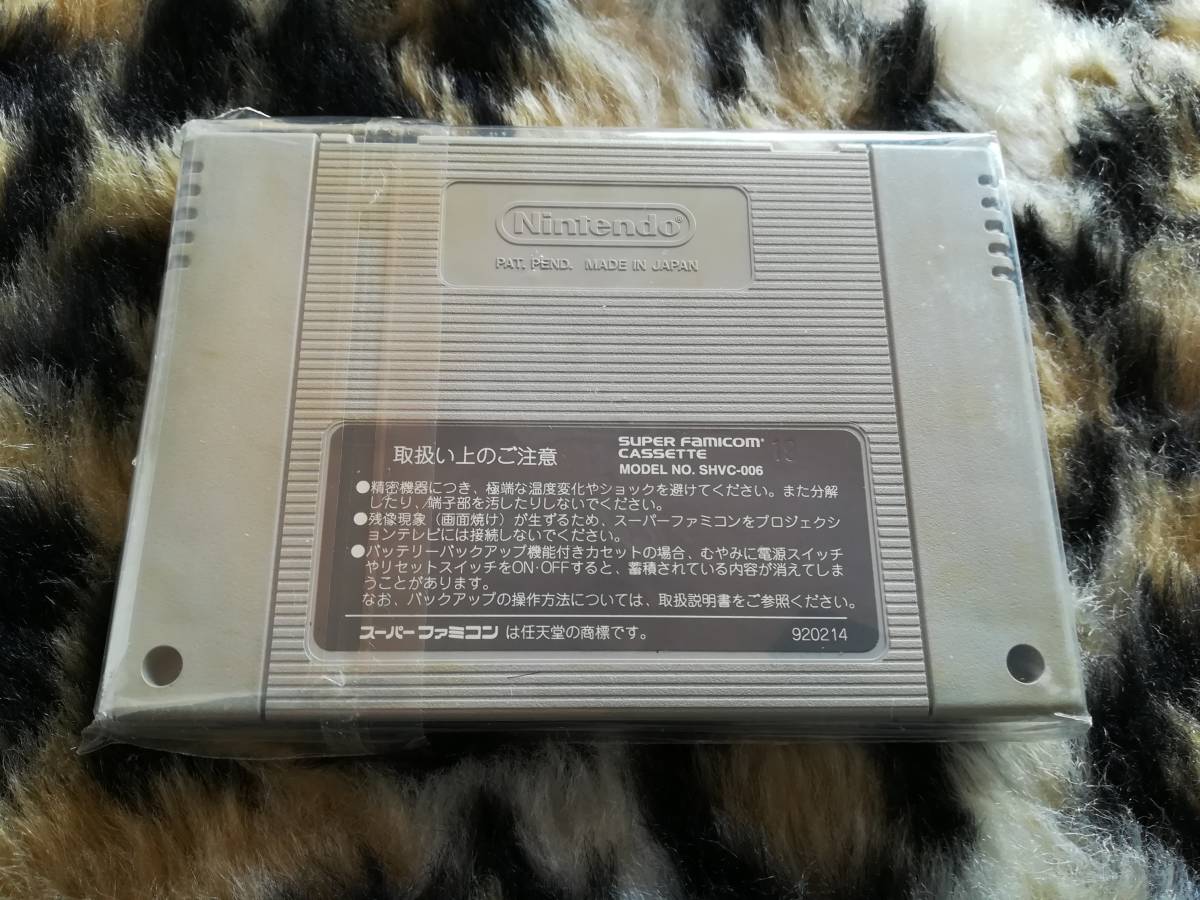 Nintendo®
PAT. PEND. MADE IN JAPAN
取扱い上のご注意
SUPER FAMICOM®
CASSETTE
MODEL NO. SHVC-006
●精密機器につき、極端な温度変化やショックを避けてください。また分解
したり、端子部を汚したりしないでください。
●残像現象（画面焼け）が生ずるため、スーパーファミコンをプロジェクシ
ョンテレビには接続しないでください。
●バッテリーバックアップ機能付きカセットの場合、むやみに電源スイッチ
やリセットスイッチをON・OFFすると、蓄積されている内容が消えてしま
うことがあります。
なお、バックアップの操作方法については、取扱説明書をご参照ください。
スーパーファミコン は任天堂の商標です。
920214